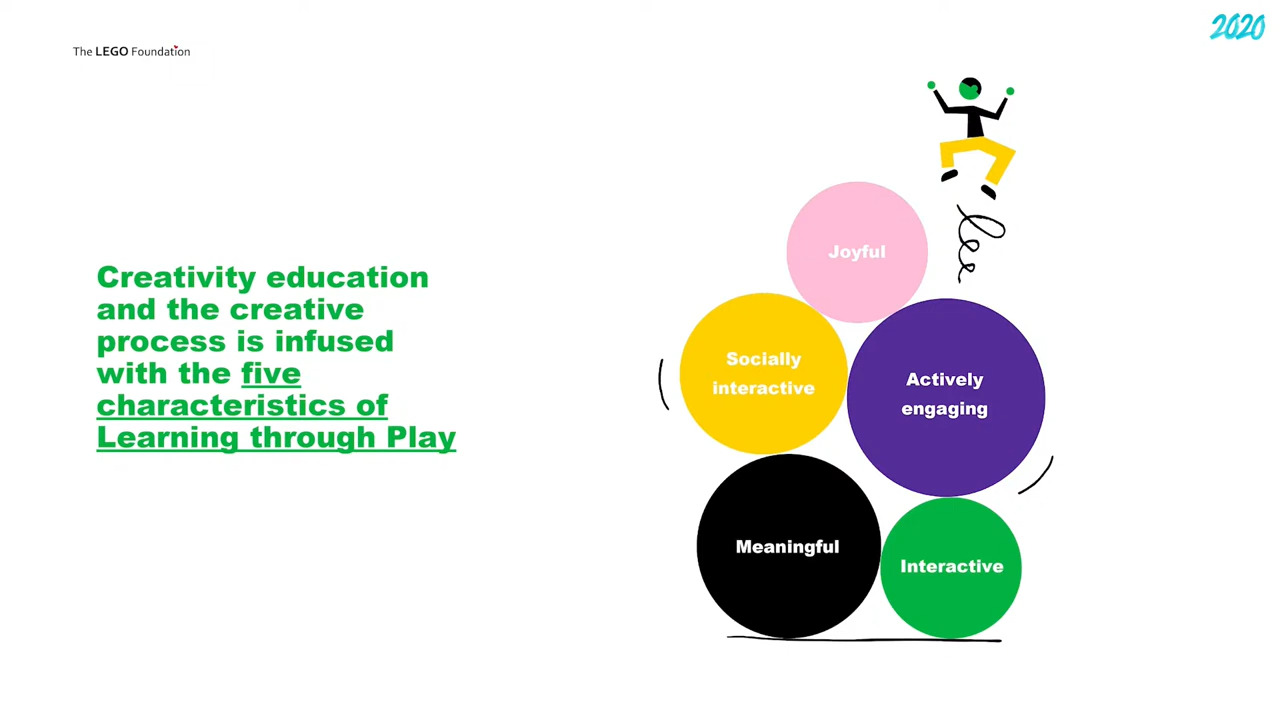 The LEGO Foundation
2020
Creativity education
and the creative
process is infused
with the five
characteristics of
Learning through Play
Joyful
Socially
interactive
Actively
engaging
Meaningful
Interactive